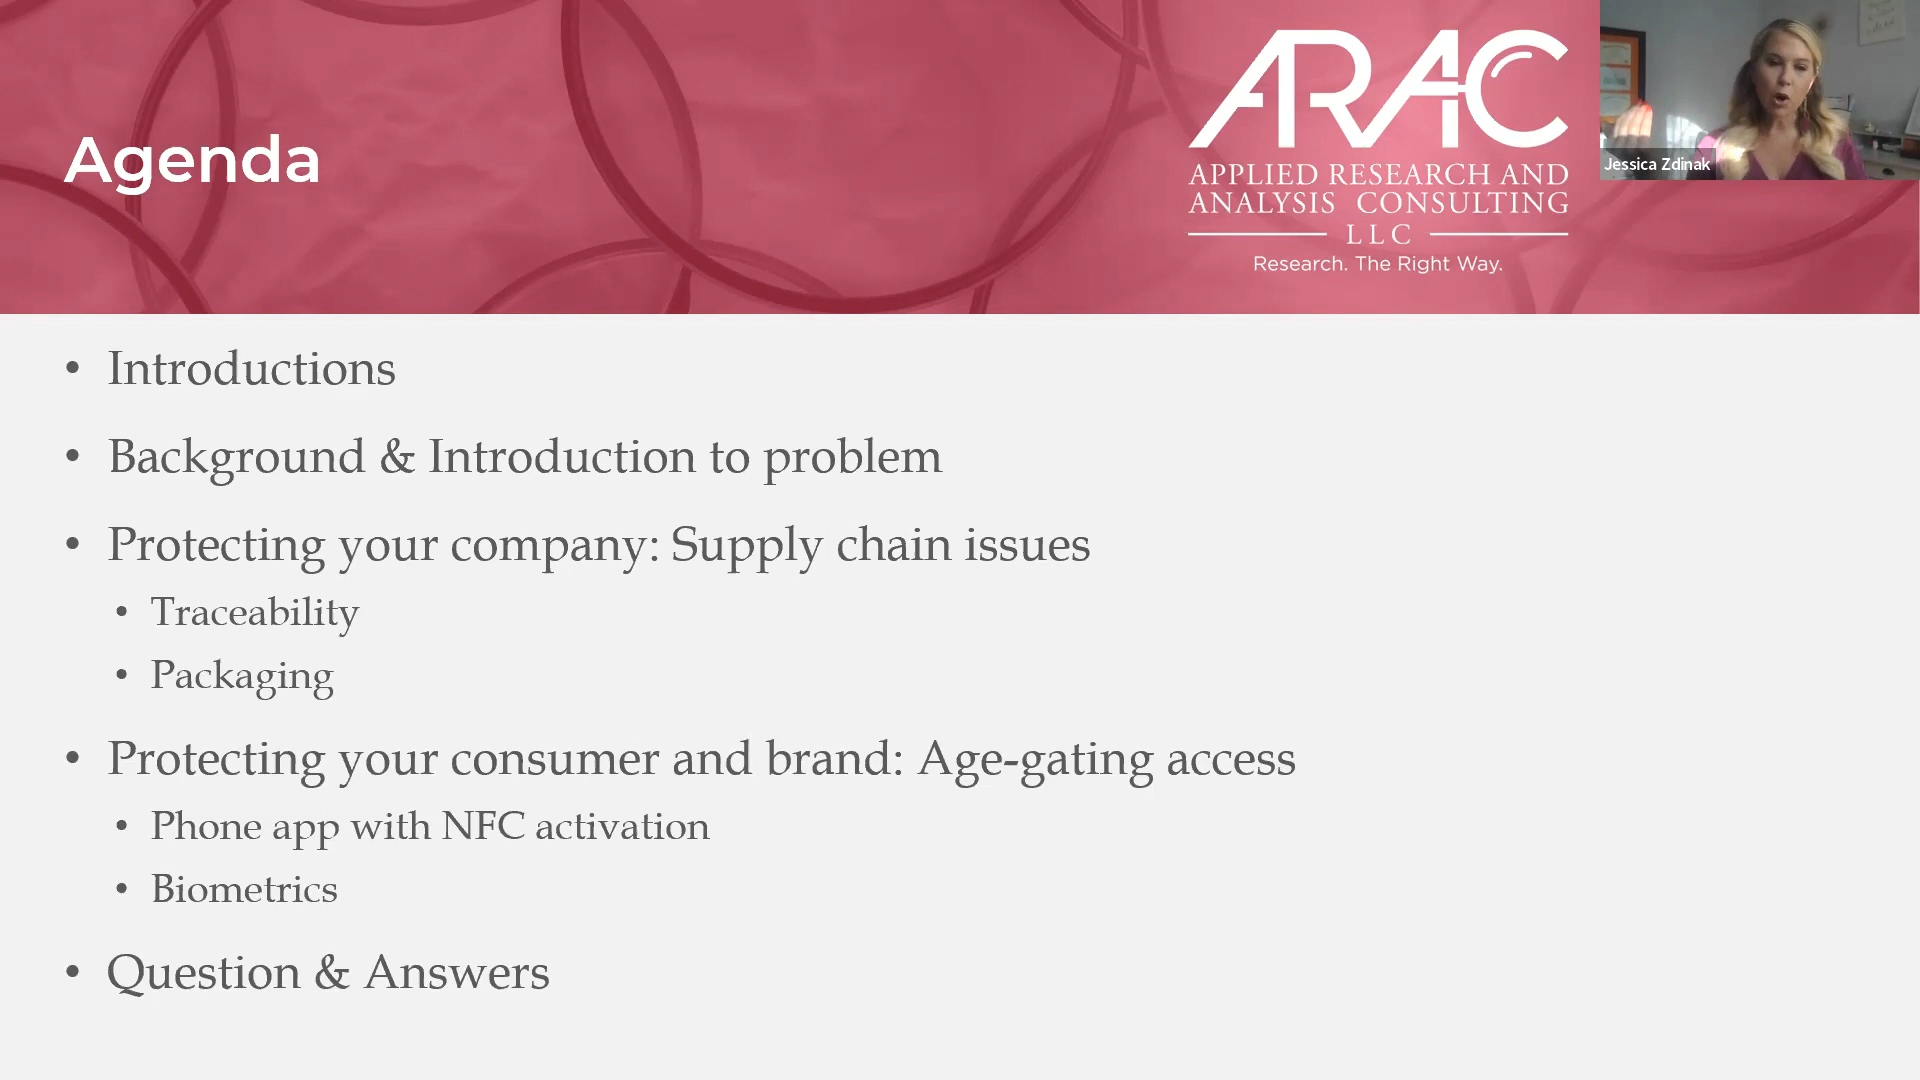 Agenda
ARAC
APPLIED RESEARCH AND
ANALYSIS CONSULTING
LLC
Research. The Right Way.
Jessica Zdinak
• Introductions
• Background & Introduction to problem
• Protecting your company: Supply chain issues
• Traceability
• Packaging
• Protecting your consumer and brand: Age-gating access
• Phone app with NFC activation
• Biometrics
• Question & Answers